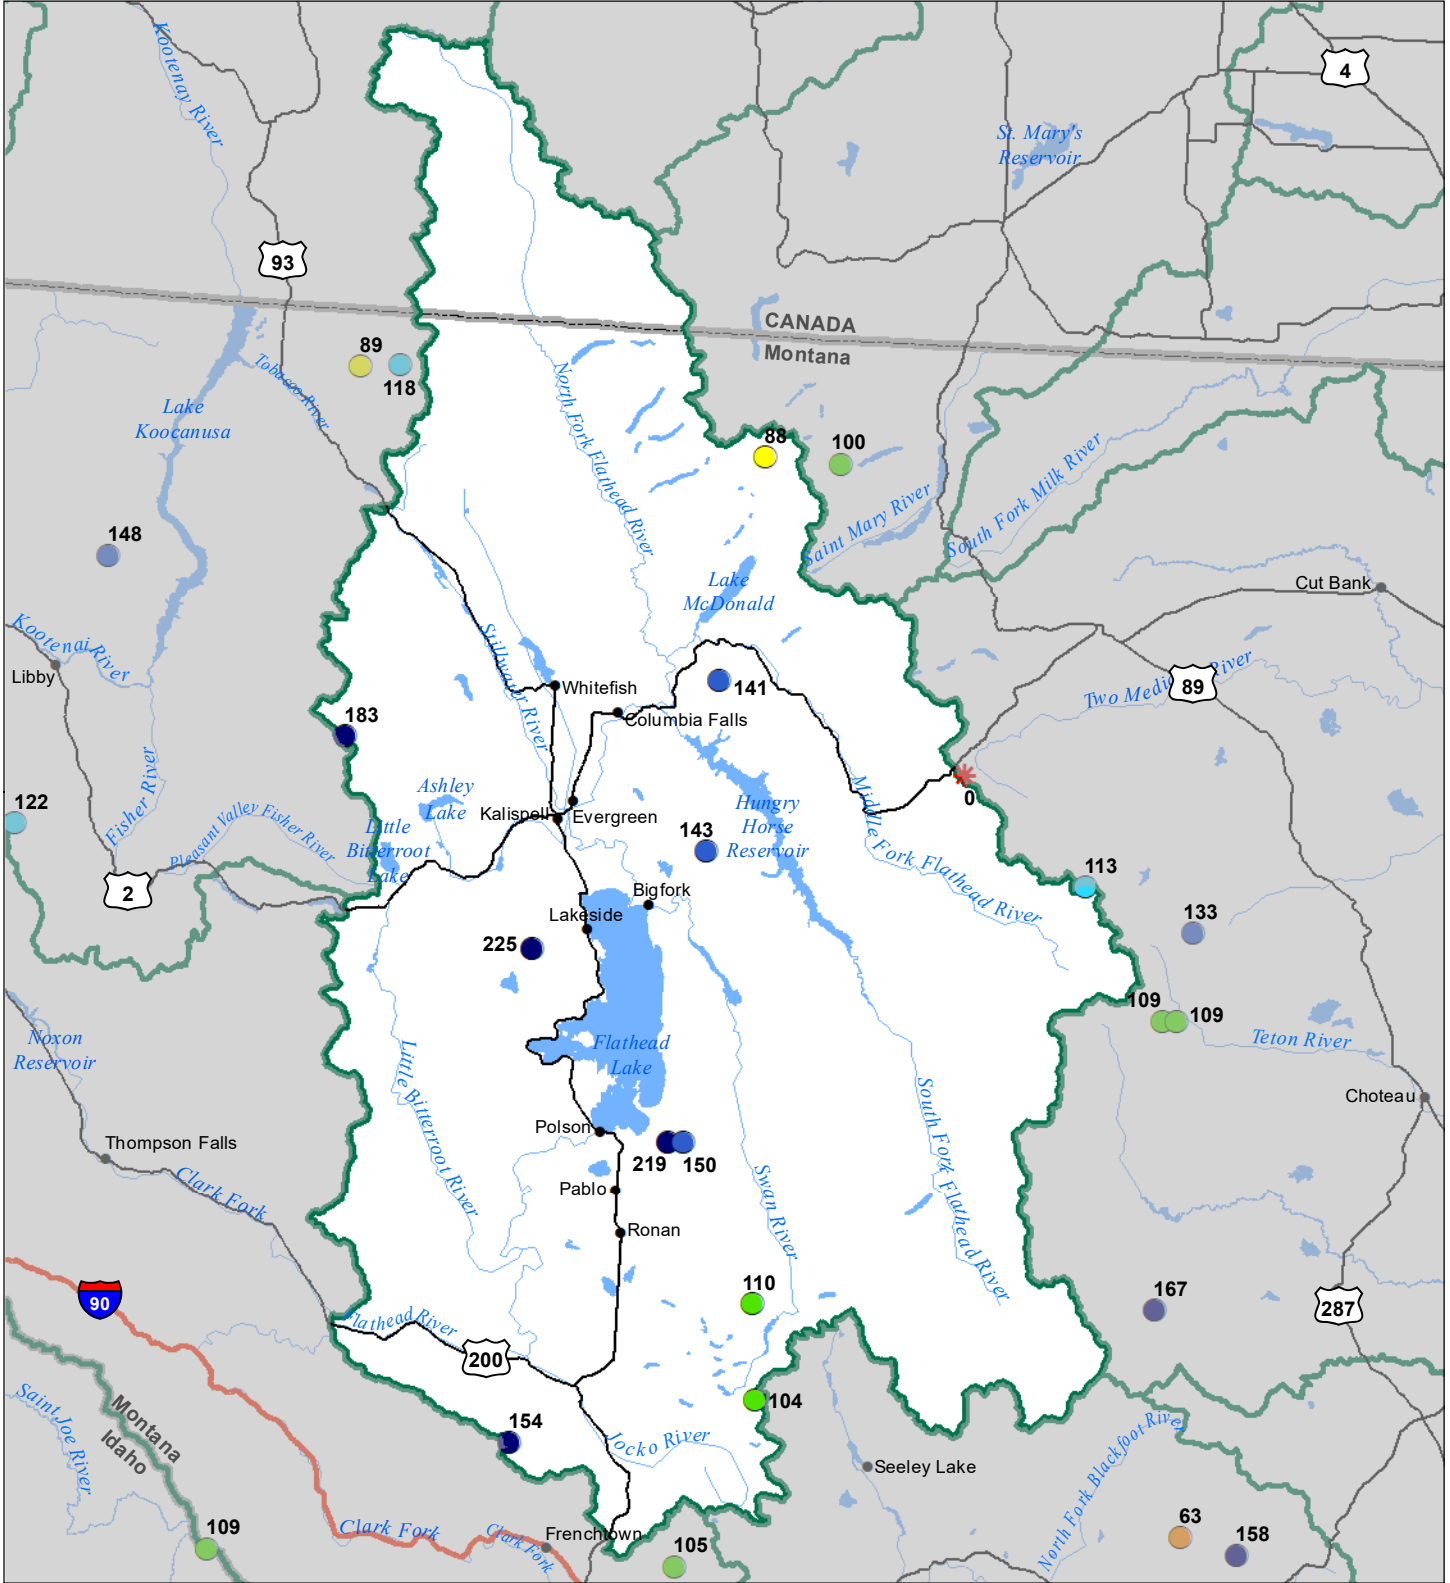 Kootenay River
4
St. Mary's
Reservoir
93
CANADA
Montana
89
118
Tobacco River
Lake
Koocanusa
North Fork Flathead River
88
100
Saint Mary River
South Fork Milk River
148
Lake
McDonald
Cut Bank
Kootenai River
Libby
Stillwater River
Whitefish
141
Columbia Falls
Two Medic River
89
183
Fisher River
Ashley
Lake
Kalispell
Evergreen
Hungry
Horse
Reservoir
0
122
Pleasant Valley Fisher River
Little
Bitterroot
Lake
143
Middle Fork Flathead River
2
Bigfork
113
Lakeside
225
133
109
109
Noxon
Reservoir
Flathead
Lake
Teton River
Little Bitterroot River
South Fork Flathead River
Choteau
Polson
Thompson Falls
219
150
Clark Fork
Pablo
Swan River
Ronan
90
110
167
287
Flathead River
200
Saint Joe River
Montana
Idaho
104
154
Jocko River
Seeley Lake
North Fork Blackfoot River
109
Clark Fork
Clark Fork
Frenchtown
105
63
158